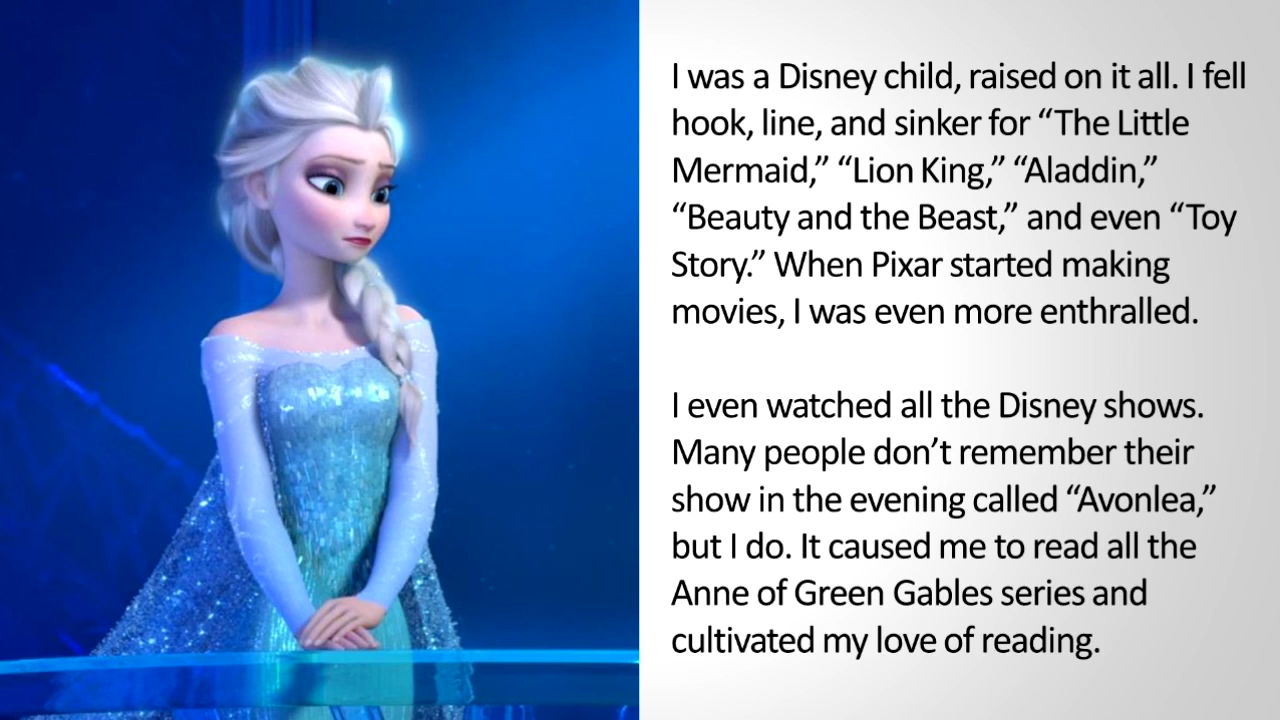 I was a Disney child, raised on it all. I fell
hook, line, and sinker for “The Little
Mermaid,” “Lion King,” “Aladdin,”
“Beauty and the Beast,” and even “Toy
Story.” When Pixar started making
movies, I was even more enthralled.
I even watched all the Disney shows.
Many people don’t remember their
show in the evening called “Avonlea,”
but I do. It caused me to read all the
Anne of Green Gables series and
cultivated my love of reading.